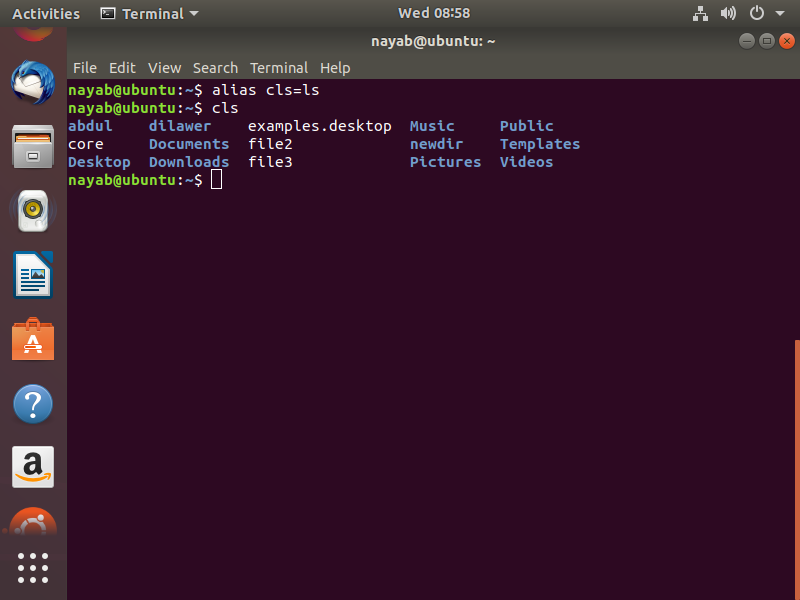 Activities Terminal Wed 08:58
nayab@ubuntu: ~
File Edit View Search Terminal Help
nayab@ubuntu:~$ alias cls=ls
nayab@ubuntu:~$ cls
abdul dilawer examples.desktop Music Public
core Documents file2 newdir Templates
Desktop Downloads file3 Pictures Videos
nayab@ubuntu:~$